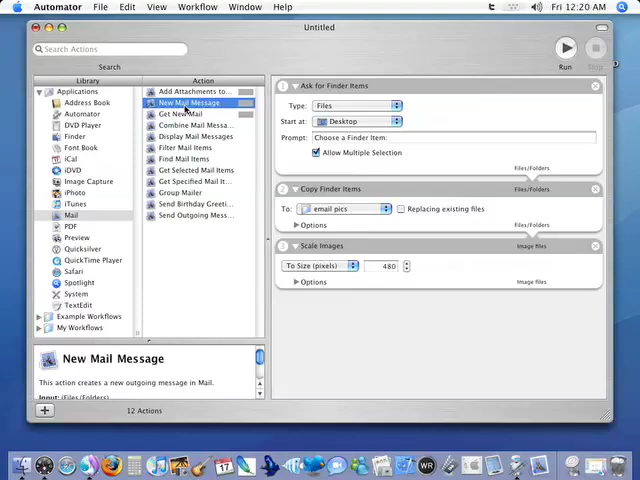 Automator File Edit View Workflow Window Help Fri 12:20 AM
Untitled
Search Actions
Search
Run
Stop
Library
Action
Applications
Address Book
Automator
DVD Player
Finder
Font Book
iCal
iDVD
Image Capture
iPhoto
iTunes
Mail
PDF
Preview
Quicksilver
QuickTime Player
Safari
Spotlight
System
TextEdit
Example Workflows
My Workflows
Add Attachments to...
New Mail Message
Get New Mail
Combine Mail Messa...
Display Mail Messages
Filter Mail Items
Find Mail Items
Get Selected Mail Items
Get Specified Mail It...
Group Mailer
Send Birthday Greeti...
Send Outgoing Mess...
1 Ask for Finder Items
Type: Files
Start at: Desktop
Prompt: Choose a Finder Item:
Allow Multiple Selection
Files/Folders
2 Copy Finder Items Files/Folders
To: email pics Replacing existing files
Files/Folders
Options
3 Scale Images Image files
To Size (pixels) 480
Image files
Options
New Mail Message
This action creates a new outgoing message in Mail.
Input: (Files/Folders)
12 Actions
17
WR